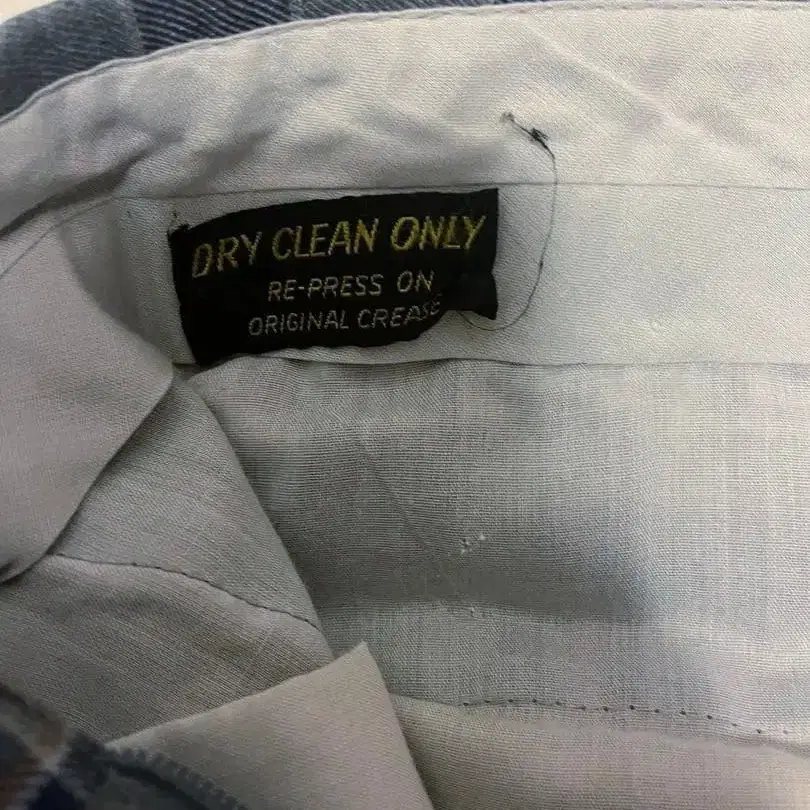 DRY CLEAN ONLY
RE-PRESS ON
ORIGINAL CREASE